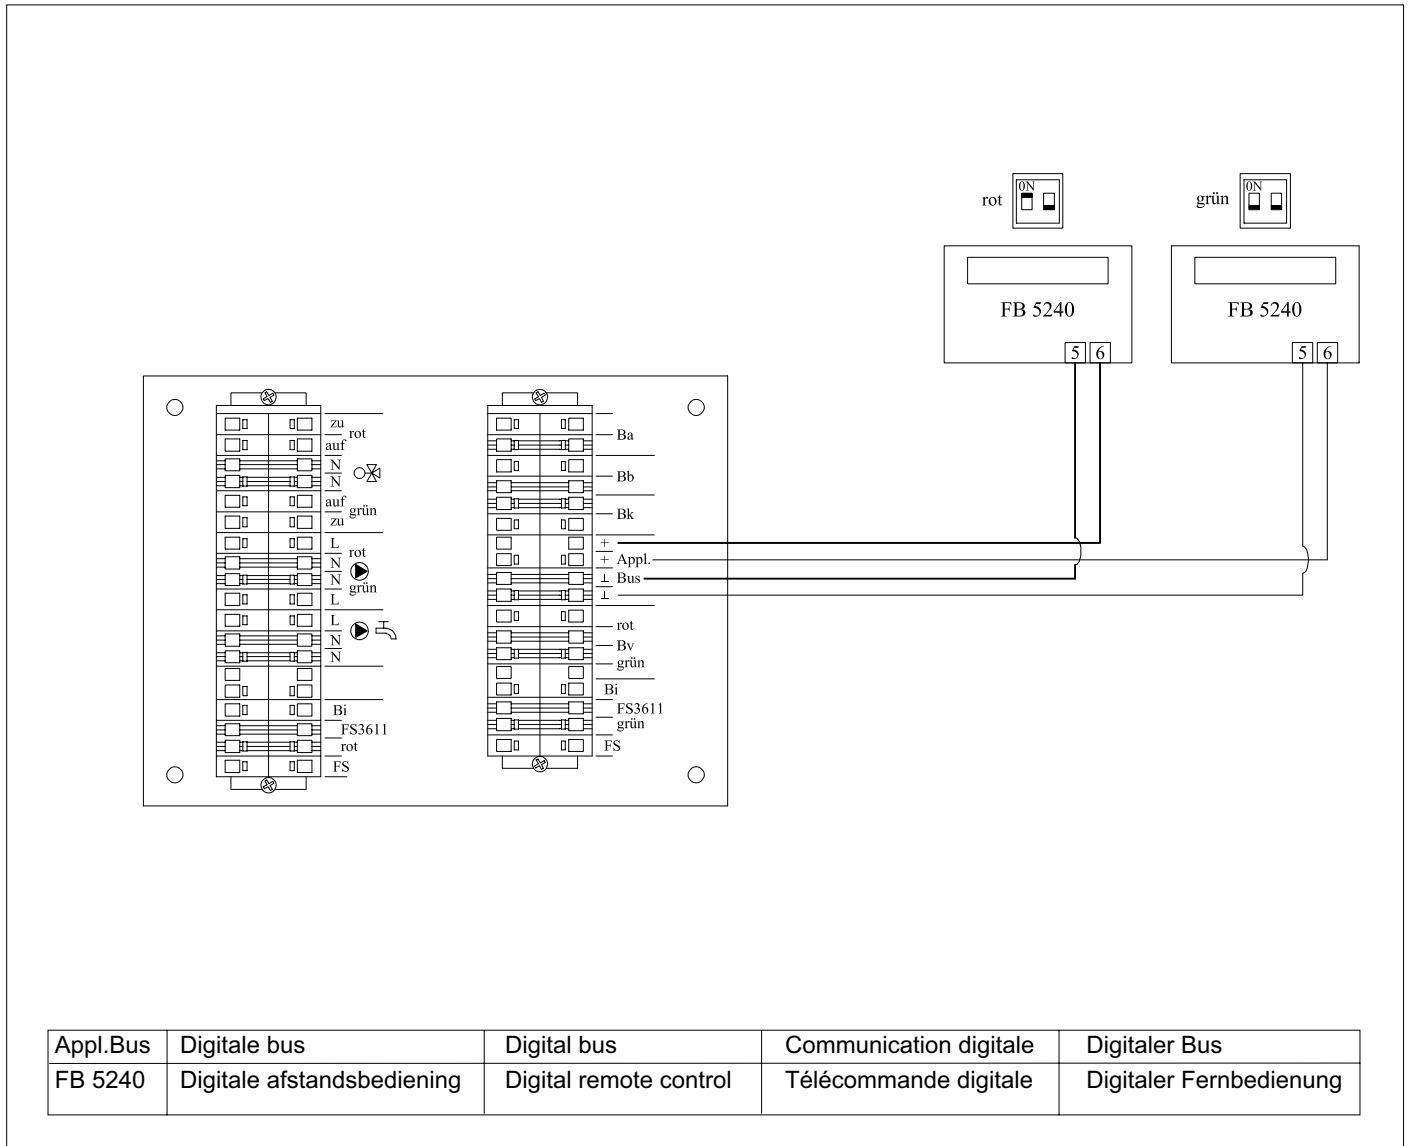 0N
rot
0N
grün
FB 5240
5 6
FB 5240
5 6
zu
rot
auf
N
N
auf
grün
zu
L
rot
N
N
grün
L
L
N
N
Bi
FS3611
rot
FS
Ba
Bb
Bk
+
+ Appl.
⊥ Bus
⊥
rot
Bv
grün
Bi
FS3611
grün
FS
Appl.Bus Digitale bus Digital bus Communication digitale Digitaler Bus
FB 5240 Digitale afstandsbediening Digital remote control Télécommande digitale Digitaler Fernbedienung